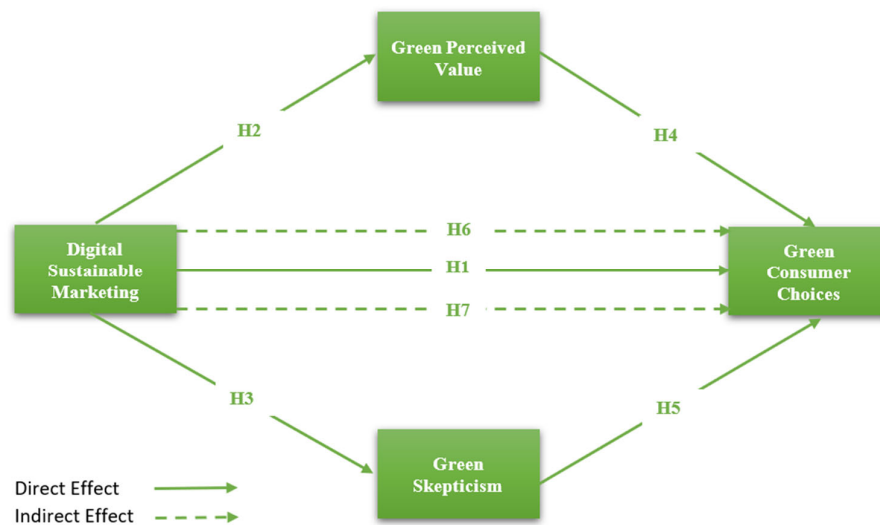 Green Perceived
Value
H2
H4
Digital
Sustainable
Marketing
H6
H1
H7
Green
Consumer
Choices
H3
H5
Green
Skepticism
Direct Effect
Indirect Effect